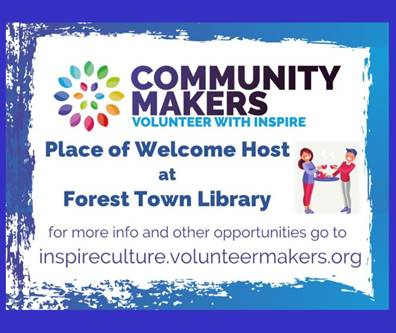 COMMUNITY
MAKERS
VOLUNTEER WITH INSPIRE
Place of Welcome Host
at
Forest Town Library
for more info and other opportunities go to
inspireculture.volunteermakers.org